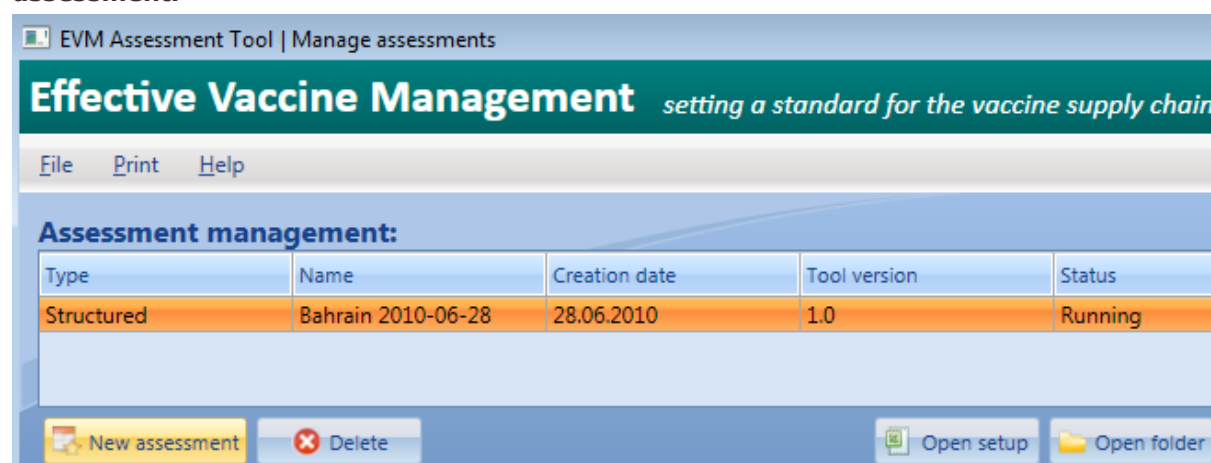 assessment.
EVM Assessment Tool | Manage assessments
Effective Vaccine Management setting a standard for the vaccine supply chain
File Print Help
Assessment management:
Type Name Creation date Tool version Status
Structured Bahrain 2010-06-28 28.06.2010 1.0 Running
New assessment Delete Open setup Open folder